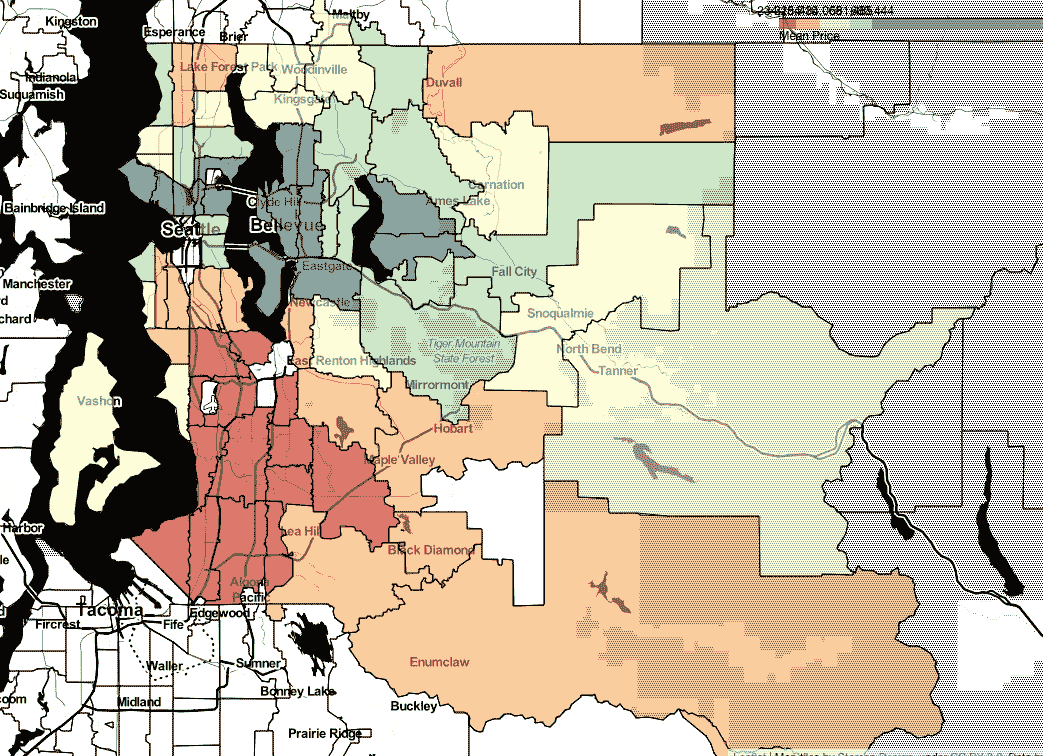 Maltby
Kingston
Esperance
Brier
Mean Price
Lake Forest Park
Woodinville
Indianola
Duvall
Suquamish
Kingsgate
Carnation
Clyde Hill
Ames Lake
Bainbridge Island
Seattle
Bellevue
Eastgate
Fall City
Manchester
Newcastle
Snoqualmie
chard
Tiger Mountain
State Forest
North Bend
East Renton Highlands
Tanner
Mirrormont
Vashon
Hobart
Maple Valley
Harbor
ea Hil
Black Diamond
Algona
Pacific
Tacoma
Edgewood
Fircrest
Fife
Waller
Sumner
Enumclaw
Bonney Lake
Midland
Buckley
Prairie Ridge